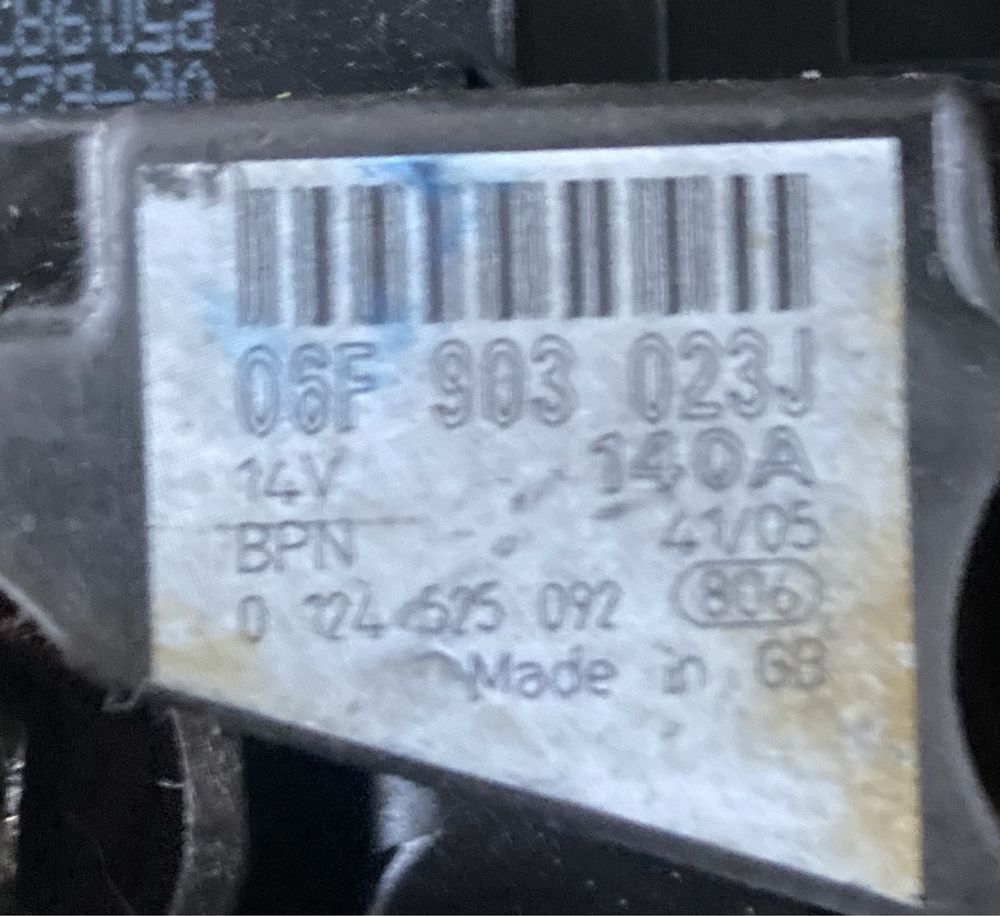 06F 903 023J
14V 140A
BPN 41/05
0 124 525 092 806
Made in GB